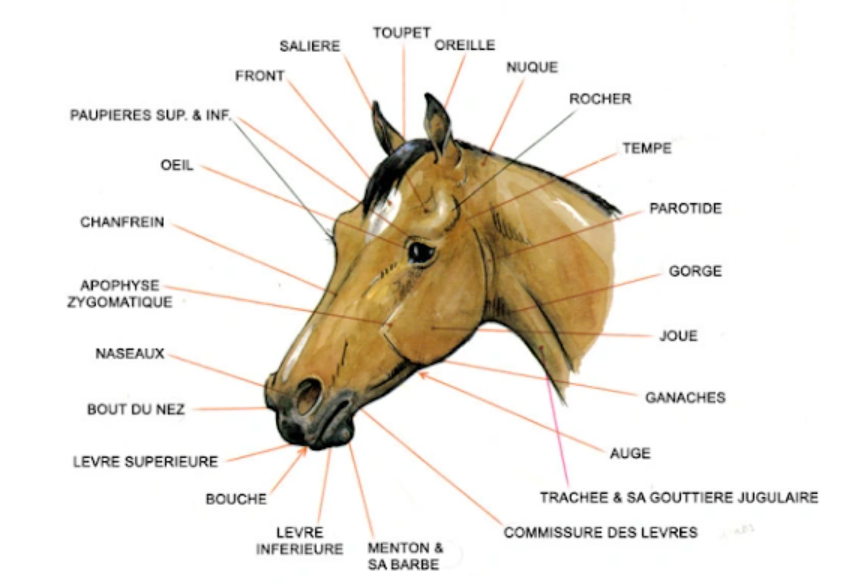 TOUPET
SALIERE
OREILLE
FRONT
NUQUE
ROCHER
PAUPIERES SUP. & INF.
TEMPE
OEIL
PAROTIDE
CHANFREIN
GORGE
APOPHYSE
ZYGOMATIQUE
JOUE
NASEAUX
GANACHES
BOUT DU NEZ
AUGE
LEVRE SUPERIEURE
BOUCHE
TRACHEE & SA GOUTTIERE JUGULAIRE
LEVRE
INFERIEURE
COMMISSURE DES LEVRES
MENTON &
SA BARBE